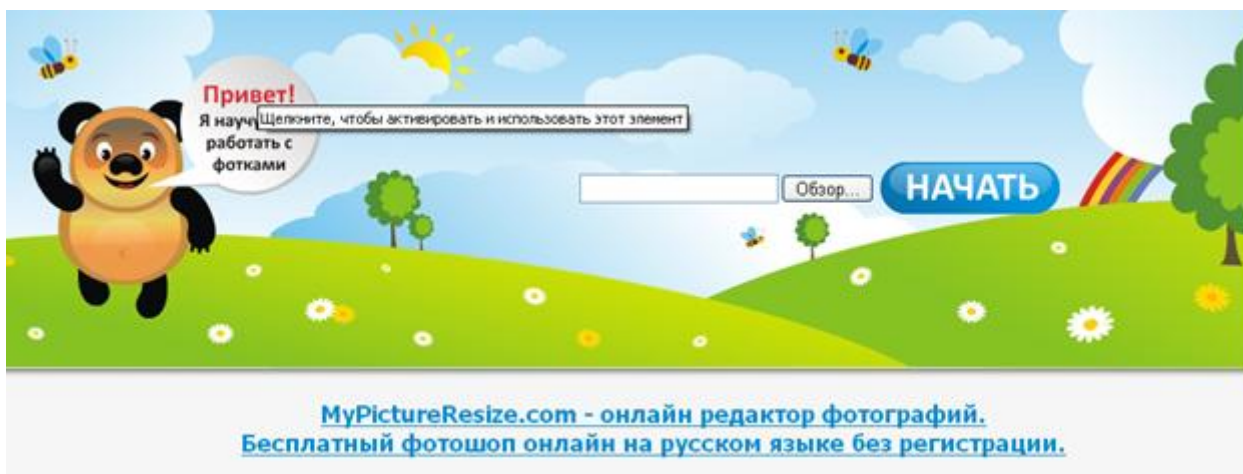 Привет!
Я науч
Щелкните, чтобы активировать и использовать этот элемент
работать с
фотками
Обзор...
НАЧАТЬ
MyPictureResize.com - онлайн редактор фотографий.
Бесплатный фотошоп онлайн на русском языке без регистрации.